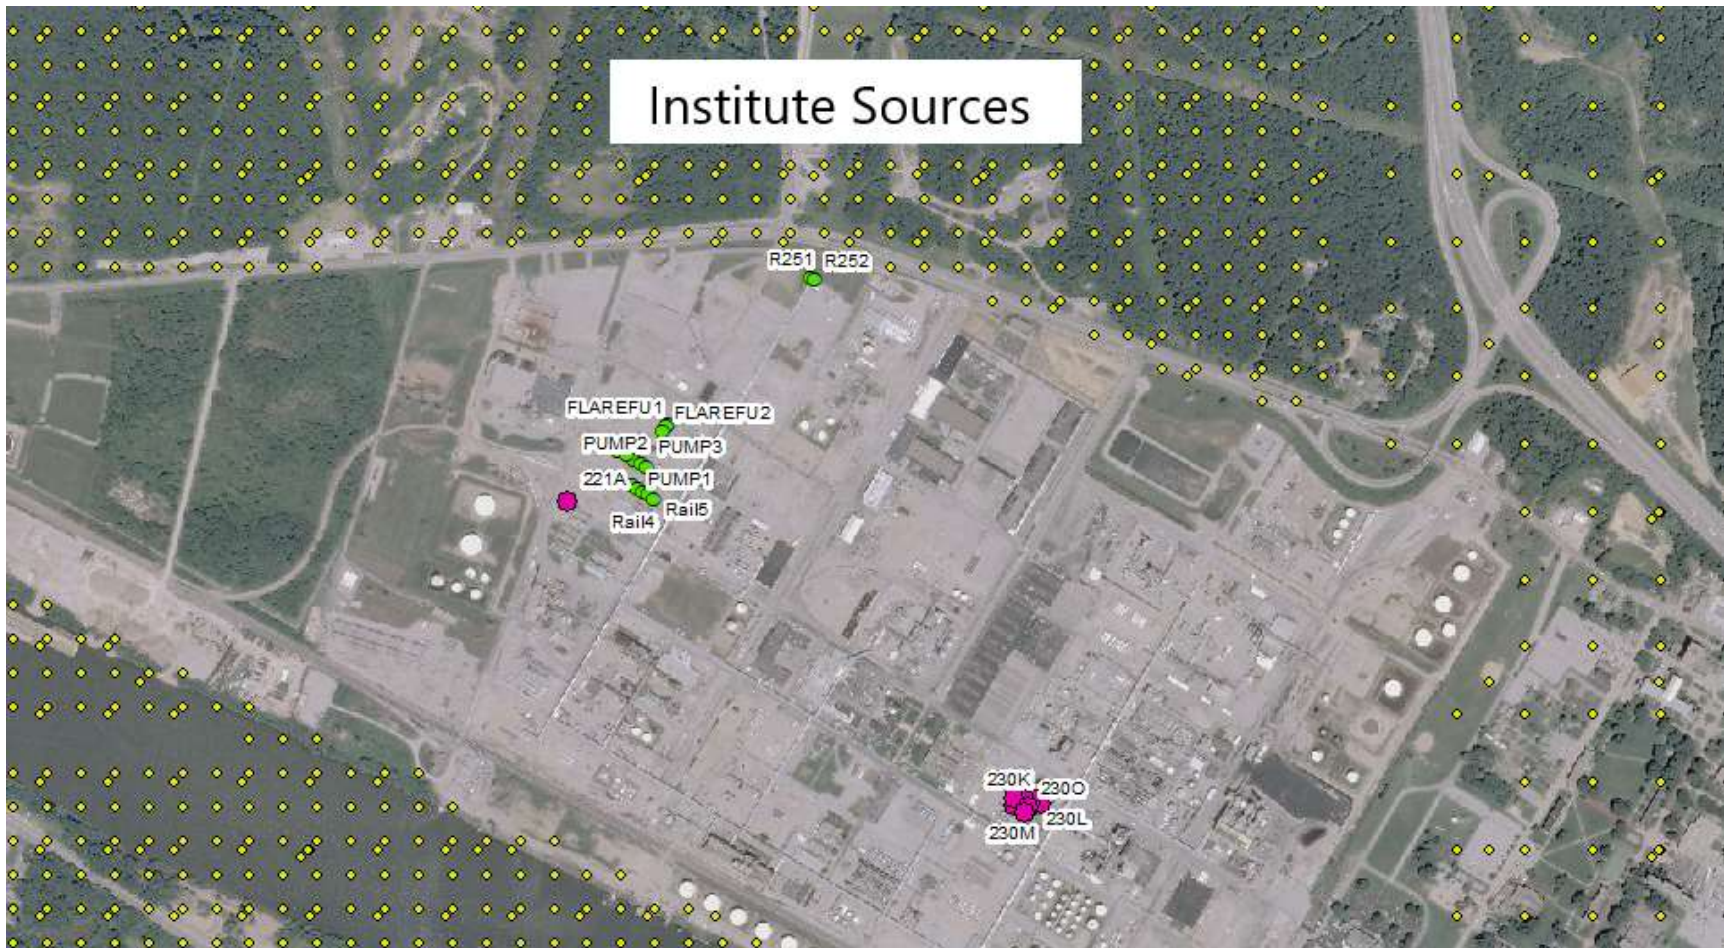 Institute Sources
R251 R252
FLAREFU1 FLAREFU2
PUMP2 PUMP3
221A PUMP1
Rail4 Rail5
230K 230O
230M 230L